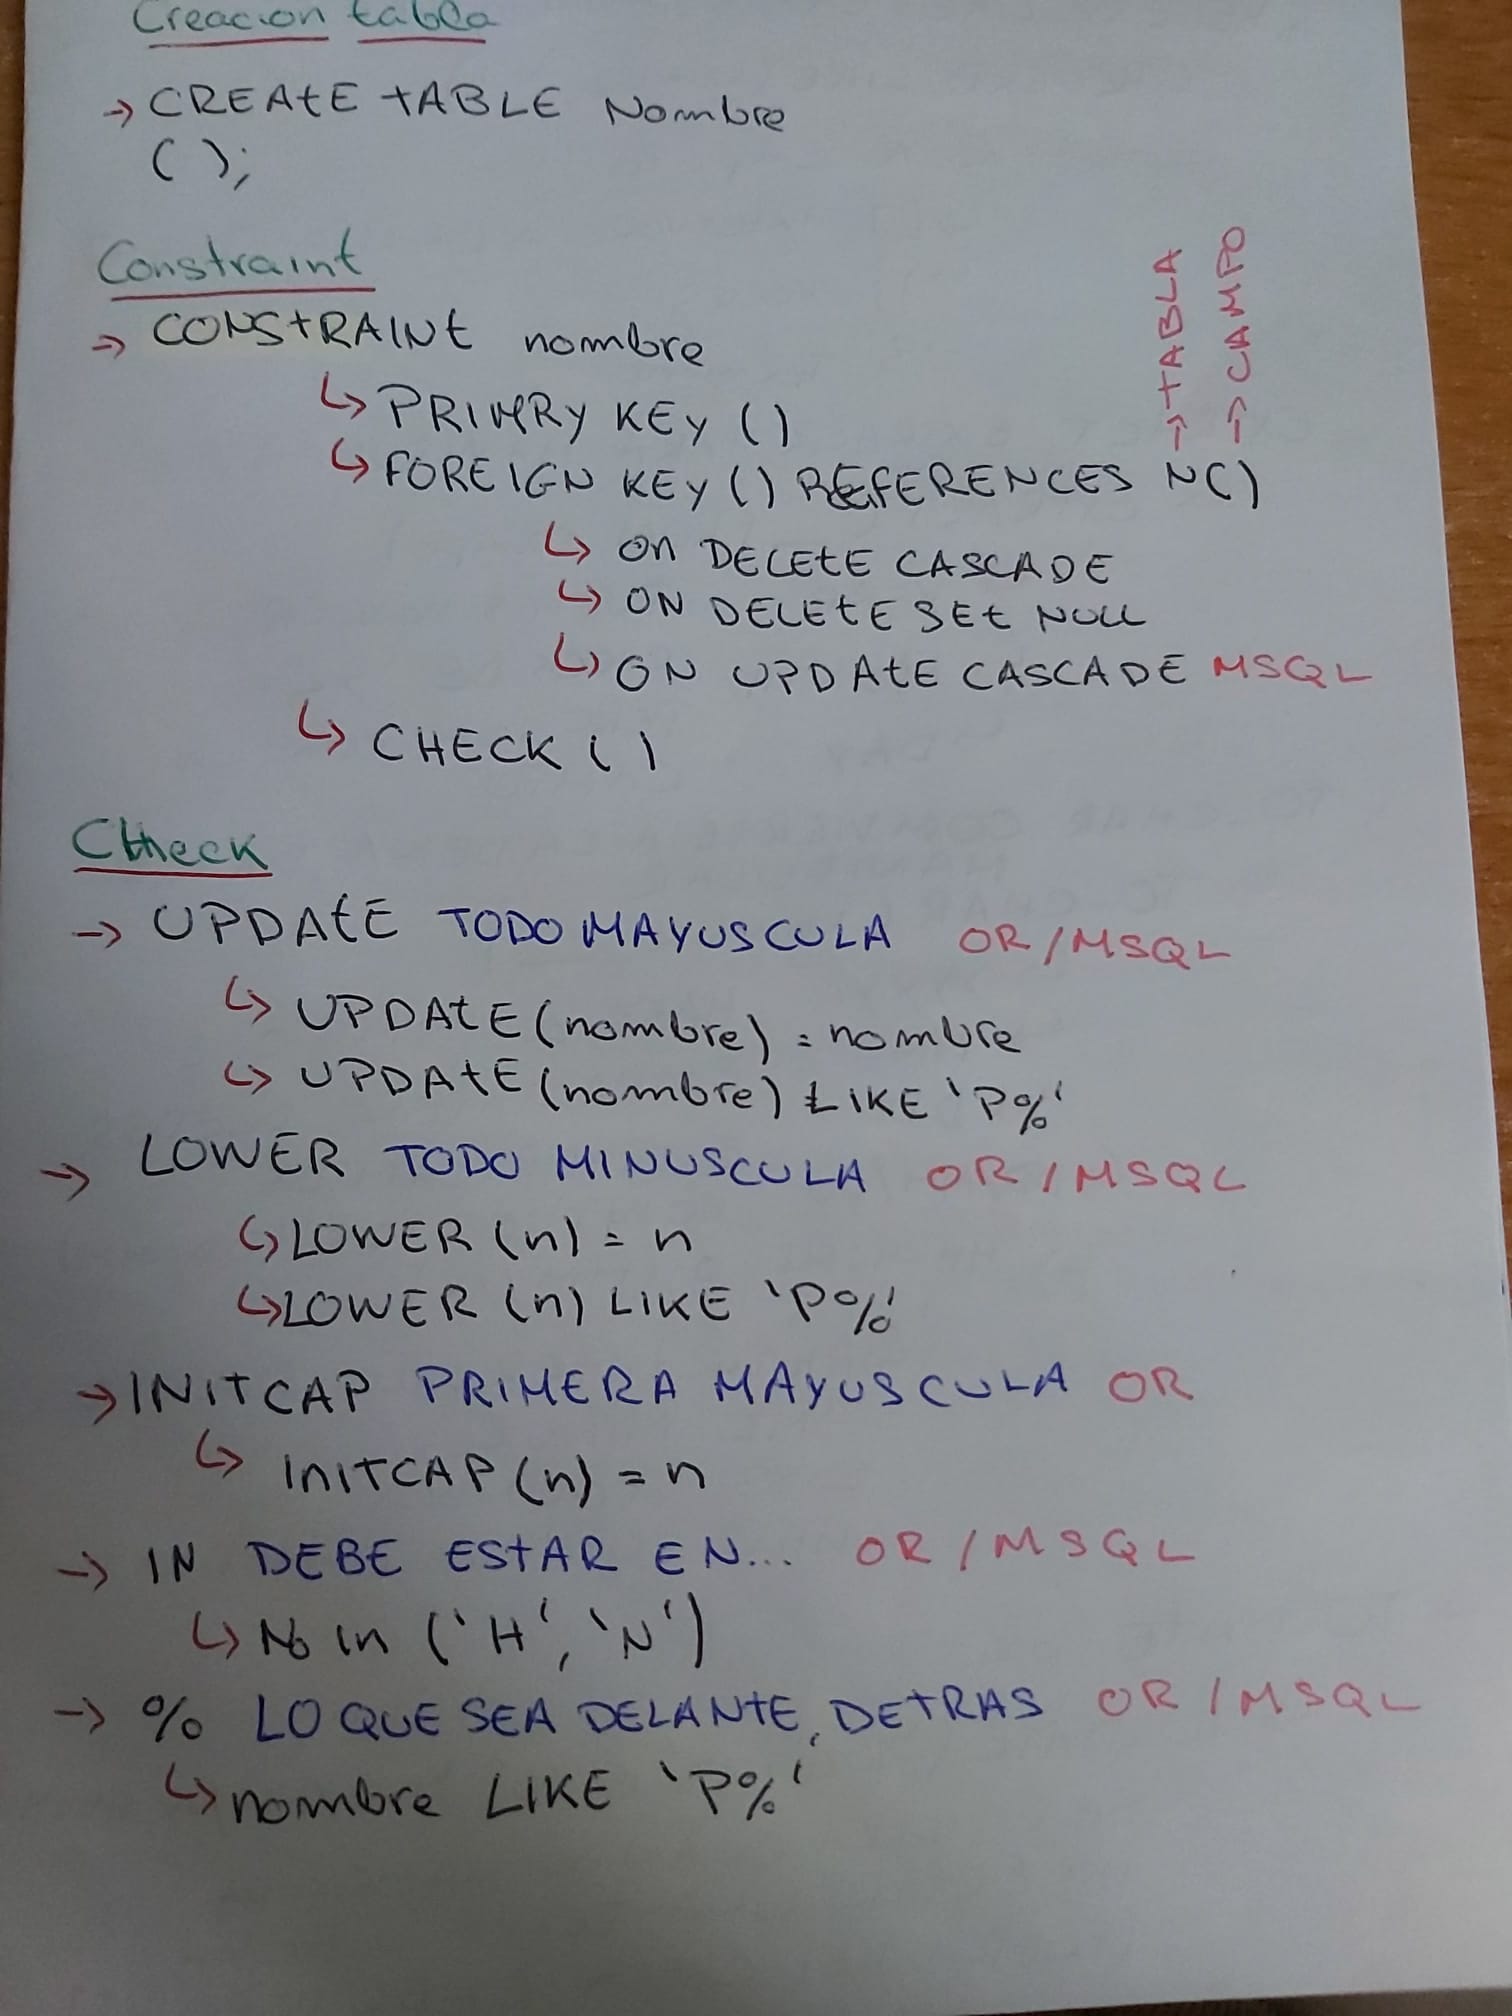 Creacion tabla
→ CREATE TABLE Nombre
( );
Constraint
→ CONSTRAINT nombre
↳ PRIMRY KEY ()
↳ FOREIGN KEY () REFERENCES N()
→ TABLA
→ CAMPO
↳ On DELETE CASCADE
↳ ON DELETE SET NULL
↳ ON UPDATE CASCADE MSQL
↳ CHECK ( )
CHeck
→ UPDATE TODO MAYUSCULA OR/MSQL
↳ UPDATE (nombre) = nombre
↳ UPDATE (nombre) LIKE 'P%'
→ LOWER TODO MINUSCULA OR/MSQL
↳ LOWER (n) = n
↳ LOWER (n) LIKE 'P%'
→ INITCAP PRIMERA MAYUSCULA OR
↳ InITCAP (n) = n
→ IN DEBE ESTAR EN... OR/MSQL
↳ No in ('H', 'N')
→ % LO QUE SEA DELANTE, DETRAS OR/MSQL
↳ nombre LIKE 'P%'